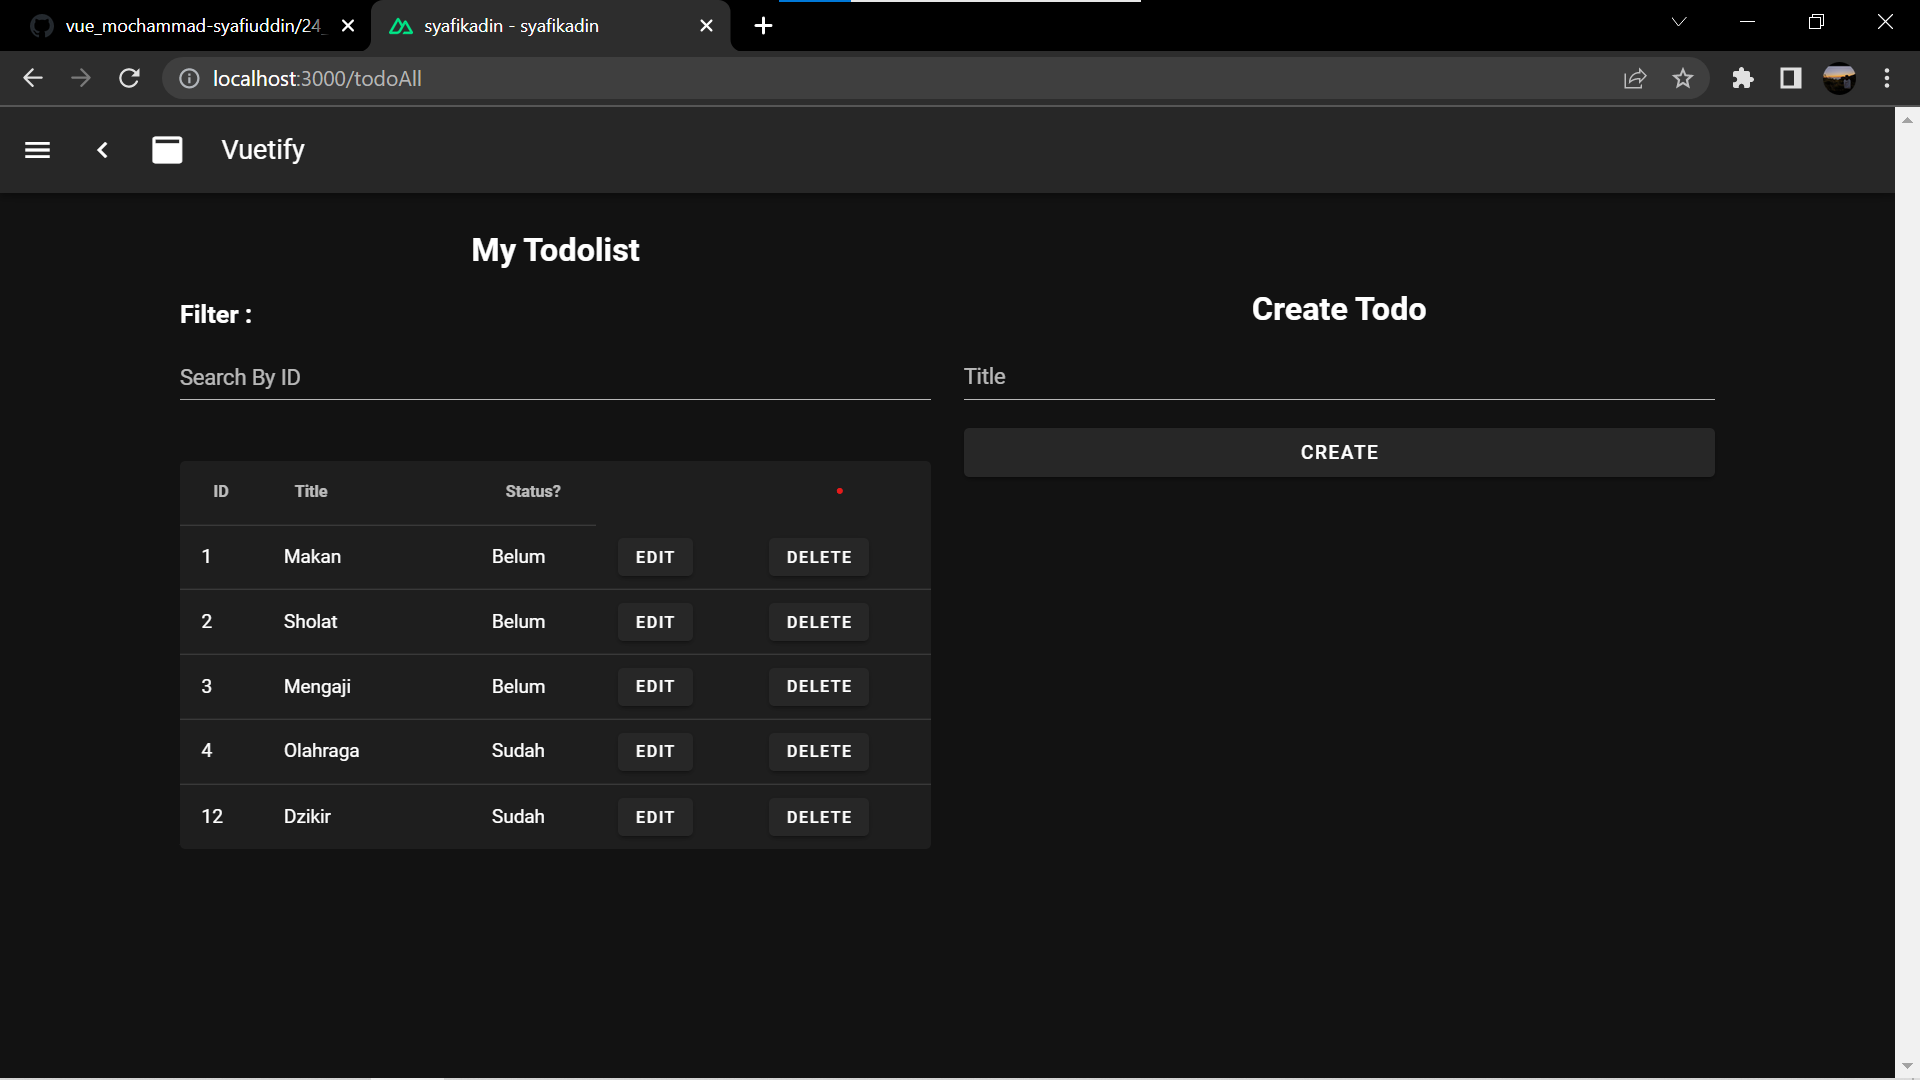 vue_mochammad-syafiuddin/24_
syafikadin - syafikadin
localhost:3000/todoAll
Vuetify
My Todolist
Filter :
Search By ID
ID Title Status?
1 Makan Belum EDIT DELETE
2 Sholat Belum EDIT DELETE
3 Mengaji Belum EDIT DELETE
4 Olahraga Sudah EDIT DELETE
12 Dzikir Sudah EDIT DELETE
Create Todo
Title
CREATE